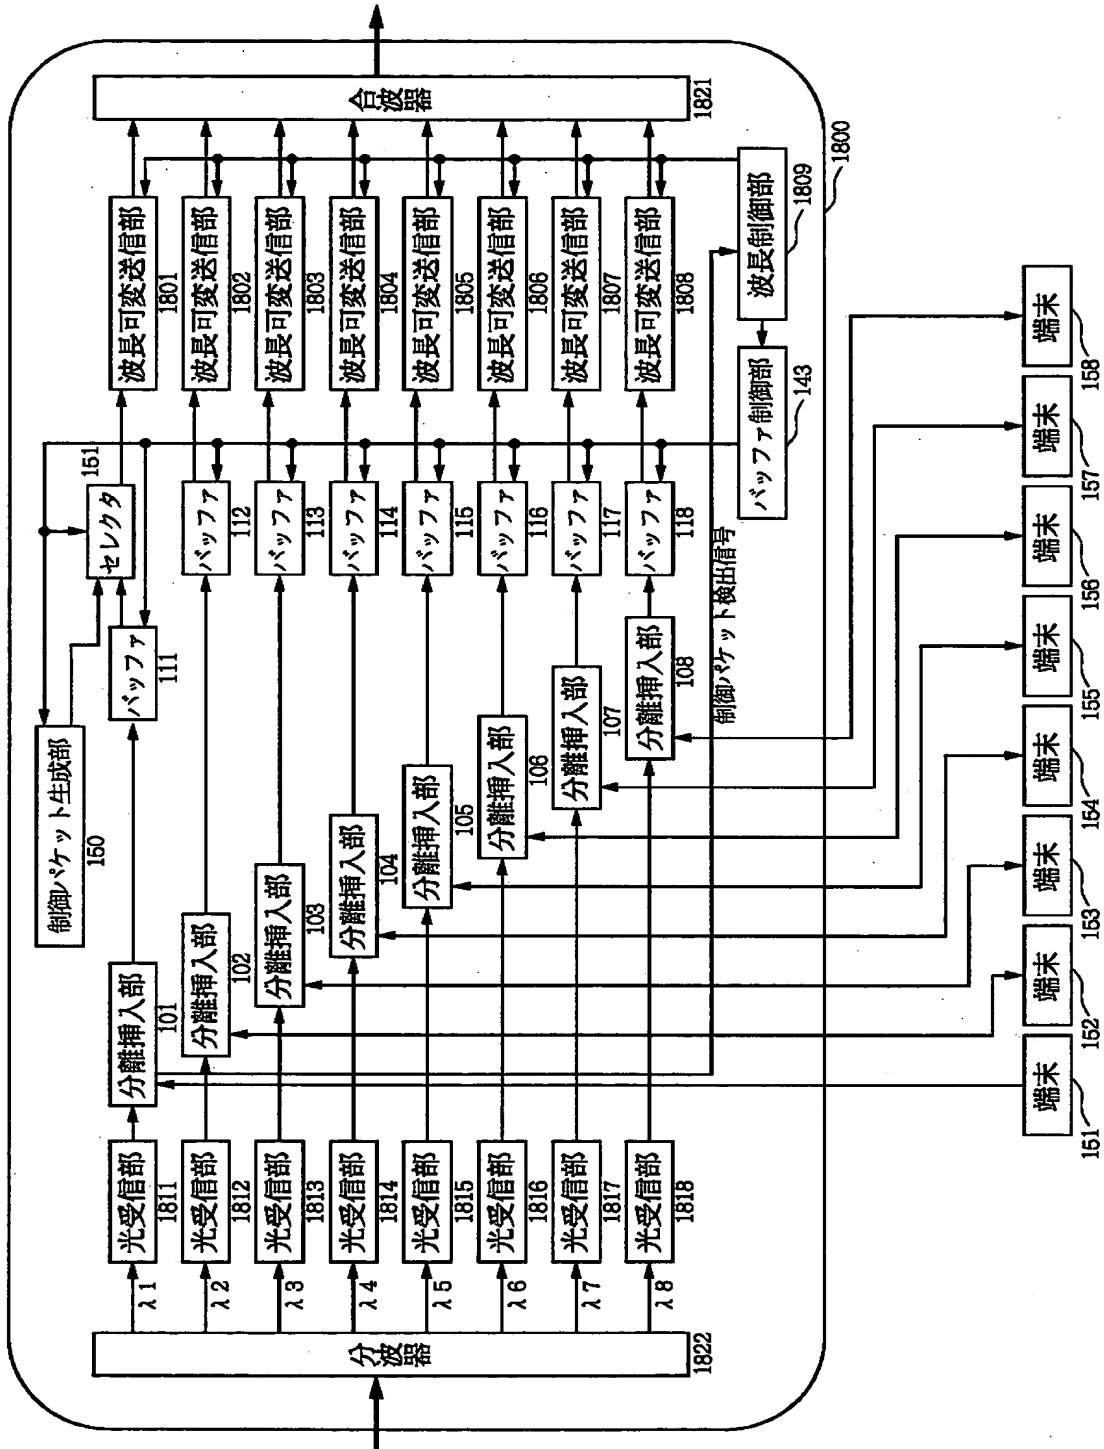 制御パケット生成部
150
セレクタ
151
バッファ
111
分波器
1822
λ1
光受信部
1811
分離挿入部
101
波長可変送信部
1801
合波器
1821
λ2
光受信部
1812
分離挿入部
102
バッファ
112
波長可変送信部
1802
λ3
光受信部
1813
分離挿入部
103
バッファ
113
波長可変送信部
1803
λ4
光受信部
1814
分離挿入部
104
バッファ
114
波長可変送信部
1804
λ5
光受信部
1815
分離挿入部
105
バッファ
115
波長可変送信部
1805
λ6
光受信部
1816
分離挿入部
106
バッファ
116
波長可変送信部
1806
λ7
光受信部
1817
分離挿入部
107
バッファ
117
波長可変送信部
1807
λ8
光受信部
1818
分離挿入部
108
バッファ
118
波長可変送信部
1808
制御パケット検出信号
バッファ制御部
143
波長制御部
1809
1800
端末
151
端末
152
端末
153
端末
154
端末
155
端末
156
端末
157
端末
158